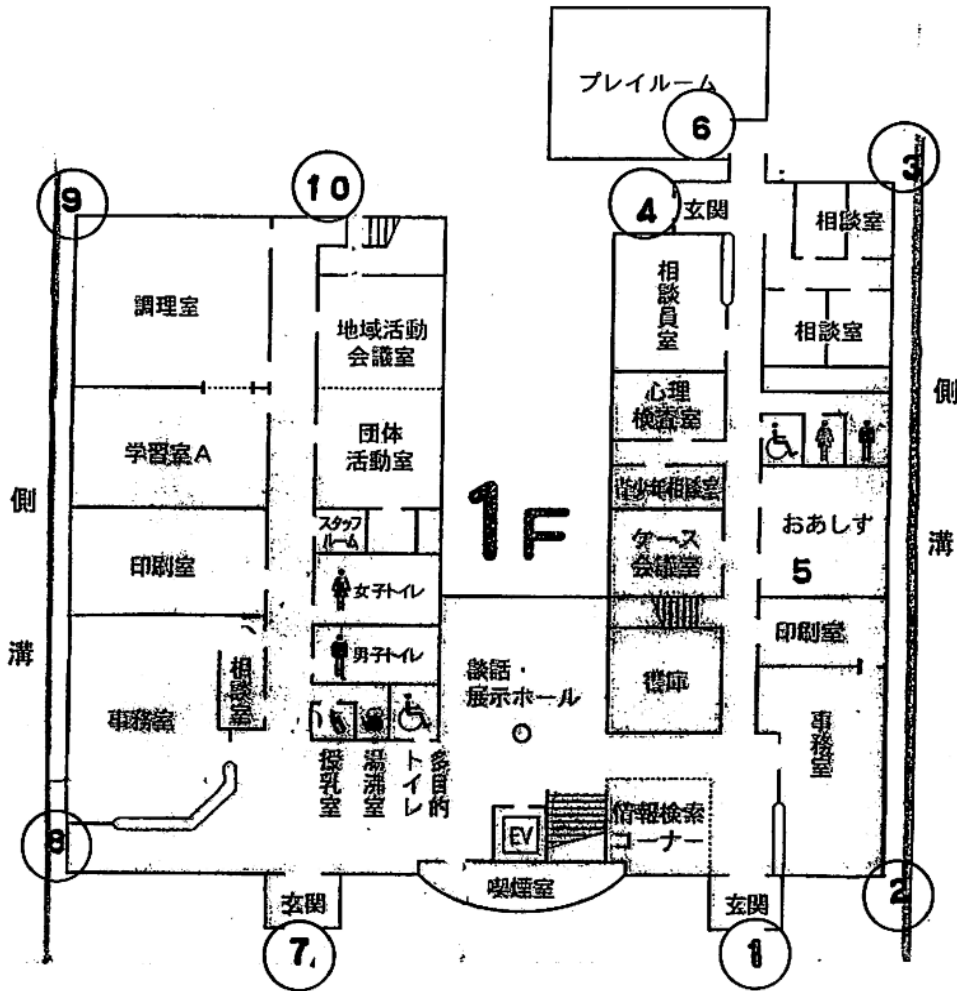 プレイルーム
6
3
9
10
4
玄関
相談室
調理室
相談員室
地域活動
会議室
相談室
心理
検査室
側
団体
活動室
学習室A
1F
青少年相談室
側
スタッフ
ルーム
ケース
会議室
おあしす
溝
印刷室
5
女子トイレ
印刷室
溝
男子トイレ
談話・
展示ホール
書庫
相談室
事務室
事務室
授乳室
湯沸室
多目的
トイレ
情報検索
コーナー
EV
8
喫煙室
2
玄関
玄関
7
1